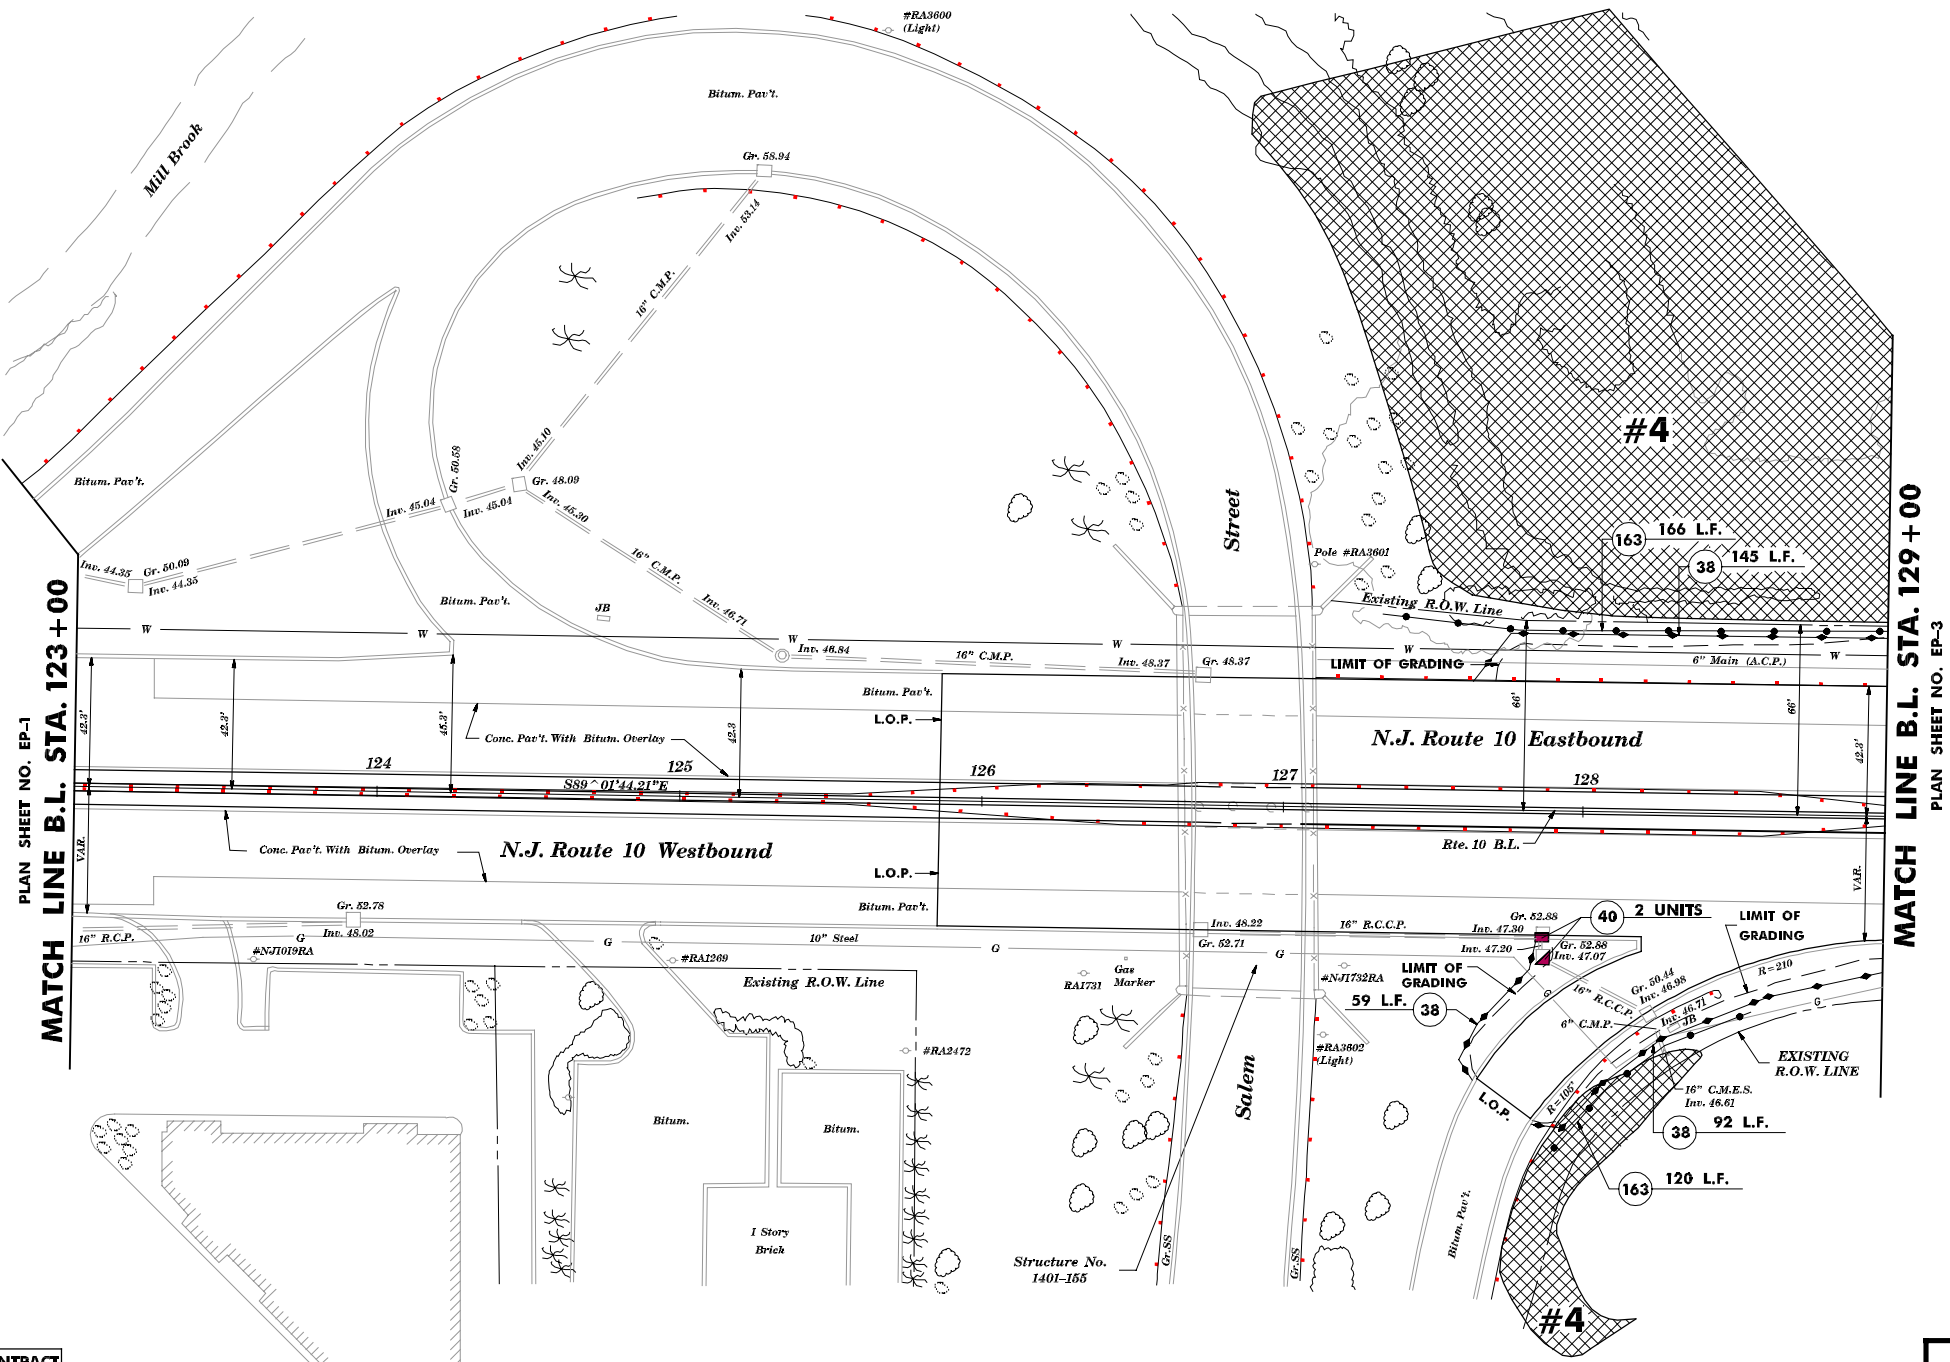 #RA3600
(Light)
Bitum. Pav't.
Mill Brook
Gr. 58.94
Inv. 53.14
16" C.M.P.
#4
Inv. 45.10
Gr. 50.58
Gr. 48.09
Bitum. Pav't.
Inv. 45.04
Inv. 45.04
Inv. 45.30
Street
166 L.F.
163
145 L.F.
38
Pole #RA3601
16" C.M.P.
Inv. 44.35
Gr. 50.09
Inv. 44.35
Bitum. Pav't.
JB
Inv. 46.71
Existing R.O.W. Line
W
W
W
W
W
W
Inv. 46.84
16" C.M.P.
Inv. 48.37
Gr. 48.37
LIMIT OF GRADING
6" Main (A.C.P.)
MATCH LINE B.L. STA. 123+00
PLAN SHEET NO. EP-1
MATCH LINE B.L. STA. 129+00
PLAN SHEET NO. EP-3
42.3'
42.3'
45.3'
42.3
66'
66'
42.3'
Bitum. Pav't.
L.O.P.
Conc. Pav't. With Bitum. Overlay
N.J. Route 10 Eastbound
124
125
126
127
128
S89^01'44.21"E
VAR.
Conc. Pav't. With Bitum. Overlay
N.J. Route 10 Westbound
Rte. 10 B.L.
L.O.P.
VAR.
Bitum. Pav't.
Gr. 52.78
Inv. 48.02
16" R.C.P.
G
G
10" Steel
G
G
Inv. 48.22
Gr. 52.71
16" R.C.C.P.
Gr. 52.88
Inv. 47.30
Inv. 47.20
40
2 UNITS
Gr. 52.88
Inv. 47.07
LIMIT OF
GRADING
#NJ1019RA
#RA1269
Existing R.O.W. Line
RA1731
Gas
Marker
#NJ1732RA
LIMIT OF
GRADING
59 L.F.
38
G
16" R.C.C.P.
Gr. 50.44
Inv. 46.98
R=210
Inv. 46.71
JB
G
6" C.M.P.
#RA2472
#RA3602
(Light)
EXISTING
R.O.W. LINE
Salem
L.O.P.
R=105'
16" C.M.E.S.
Inv. 46.61
38
92 L.F.
163
120 L.F.
Bitum.
Bitum.
1 Story
Brick
Structure No.
1401-155
Gr.SS
Gr.SS
Bitum. Pav't.
#4
NTRACT